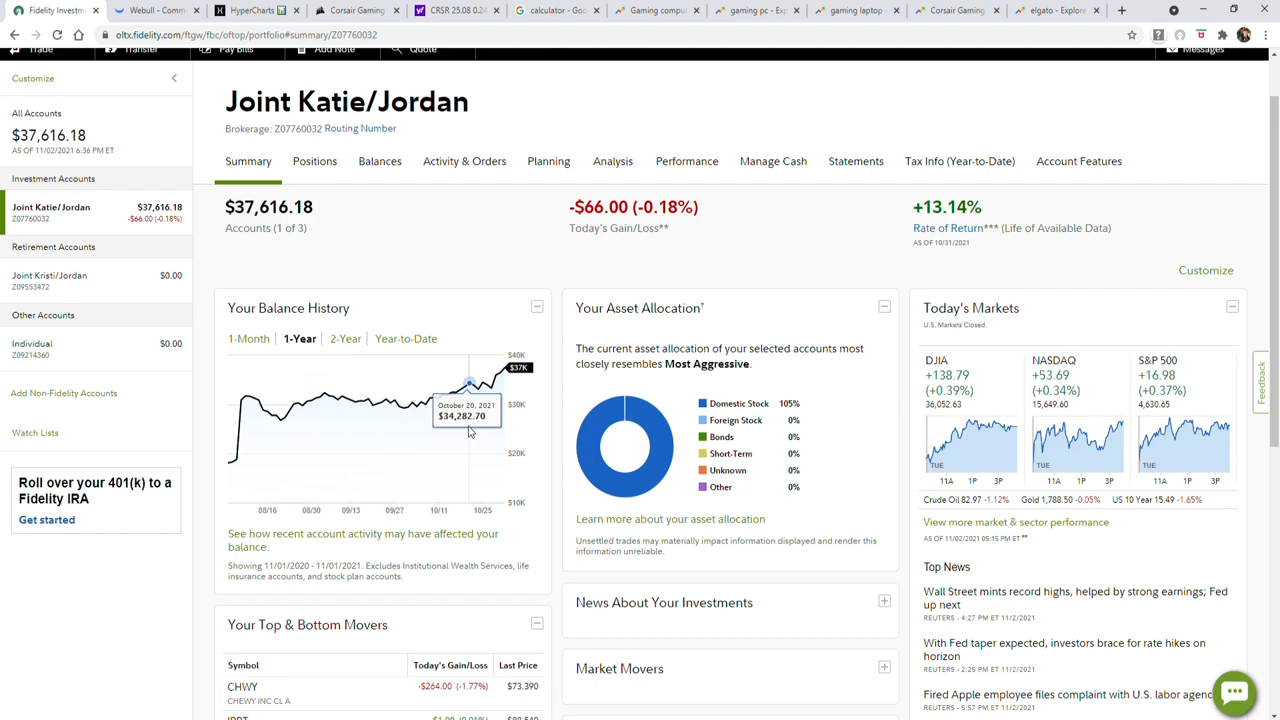 Fidelity Investm
Webull - Comm
HyperCharts
Corsair Gaming
CRSR 25.08 0.24
calculator - Goo
Gaming compu
gaming pc - Exp
gaming laptop
Corsair Gaming
elgato - Explore
oltx.fidelity.com/ftgw/fbc/oftop/portfolio#summary/Z07760032
Trade
Transfer
Pay Bills
Add Note
Quote
Messages
Customize
All Accounts
$37,616.18
AS OF 11/02/2021 6:36 PM ET
Investment Accounts
Joint Katie/Jordan $37,616.18
Z07760032 -$66.00 (-0.18%)
Retirement Accounts
Joint Kristi/Jordan $0.00
Z09553472
Other Accounts
Individual $0.00
Z09214360
Add Non-Fidelity Accounts
Watch Lists
Roll over your 401(k) to a
Fidelity IRA
Get started
Joint Katie/Jordan
Brokerage: Z07760032 Routing Number
Summary Positions Balances Activity & Orders Planning Analysis Performance Manage Cash Statements Tax Info (Year-to-Date) Account Features
$37,616.18
Accounts (1 of 3)
-$66.00 (-0.18%)
Today's Gain/Loss**
+13.14%
Rate of Return*** (Life of Available Data)
AS OF 10/31/2021
Customize
Your Balance History
1-Month 1-Year 2-Year Year-to-Date
$40K
$37K
$30K
$20K
$10K
October 20, 2021
$34,282.70
08/16 08/30 09/13 09/27 10/11 10/25
See how recent account activity may have affected your
balance.
Showing 11/01/2020 - 11/01/2021. Excludes Institutional Wealth Services, life
insurance accounts, and stock plan accounts.
Your Top & Bottom Movers
Symbol Today's Gain/Loss Last Price
CHWY -$264.00 (-1.77%) $73.390
CHEWY INC CL A
Your Asset Allocation†
The current asset allocation of your selected accounts most
closely resembles Most Aggressive.
Domestic Stock 105%
Foreign Stock 0%
Bonds 0%
Short-Term 0%
Unknown 0%
Other 0%
Learn more about your asset allocation
Unsettled trades may materially impact information displayed and render this
information unreliable.
News About Your Investments
Market Movers
Today's Markets
U.S. Markets Closed.
DJIA NASDAQ S&P 500
+138.79 +53.69 +16.98
(+0.39%) (+0.34%) (+0.37%)
36,052.63 15,649.60 4,630.65
TUE TUE TUE
11A 1P 3P 11A 1P 3P 11A 1P 3P
Crude Oil 82.97 -1.12% Gold 1,788.50 -0.05% US 10 Year 15.49 -1.65%
View more market & sector performance
AS OF 11/02/2021 05:15 PM ET **
Top News
Wall Street mints record highs, helped by strong earnings; Fed
up next
REUTERS - 4:27 PM ET 11/2/2021
With Fed taper expected, investors brace for rate hikes on
horizon
REUTERS - 2:25 PM ET 11/2/2021
Fired Apple employee files complaint with U.S. labor agenc
REUTERS - 5:57 PM ET 11/2/2021
Feedback